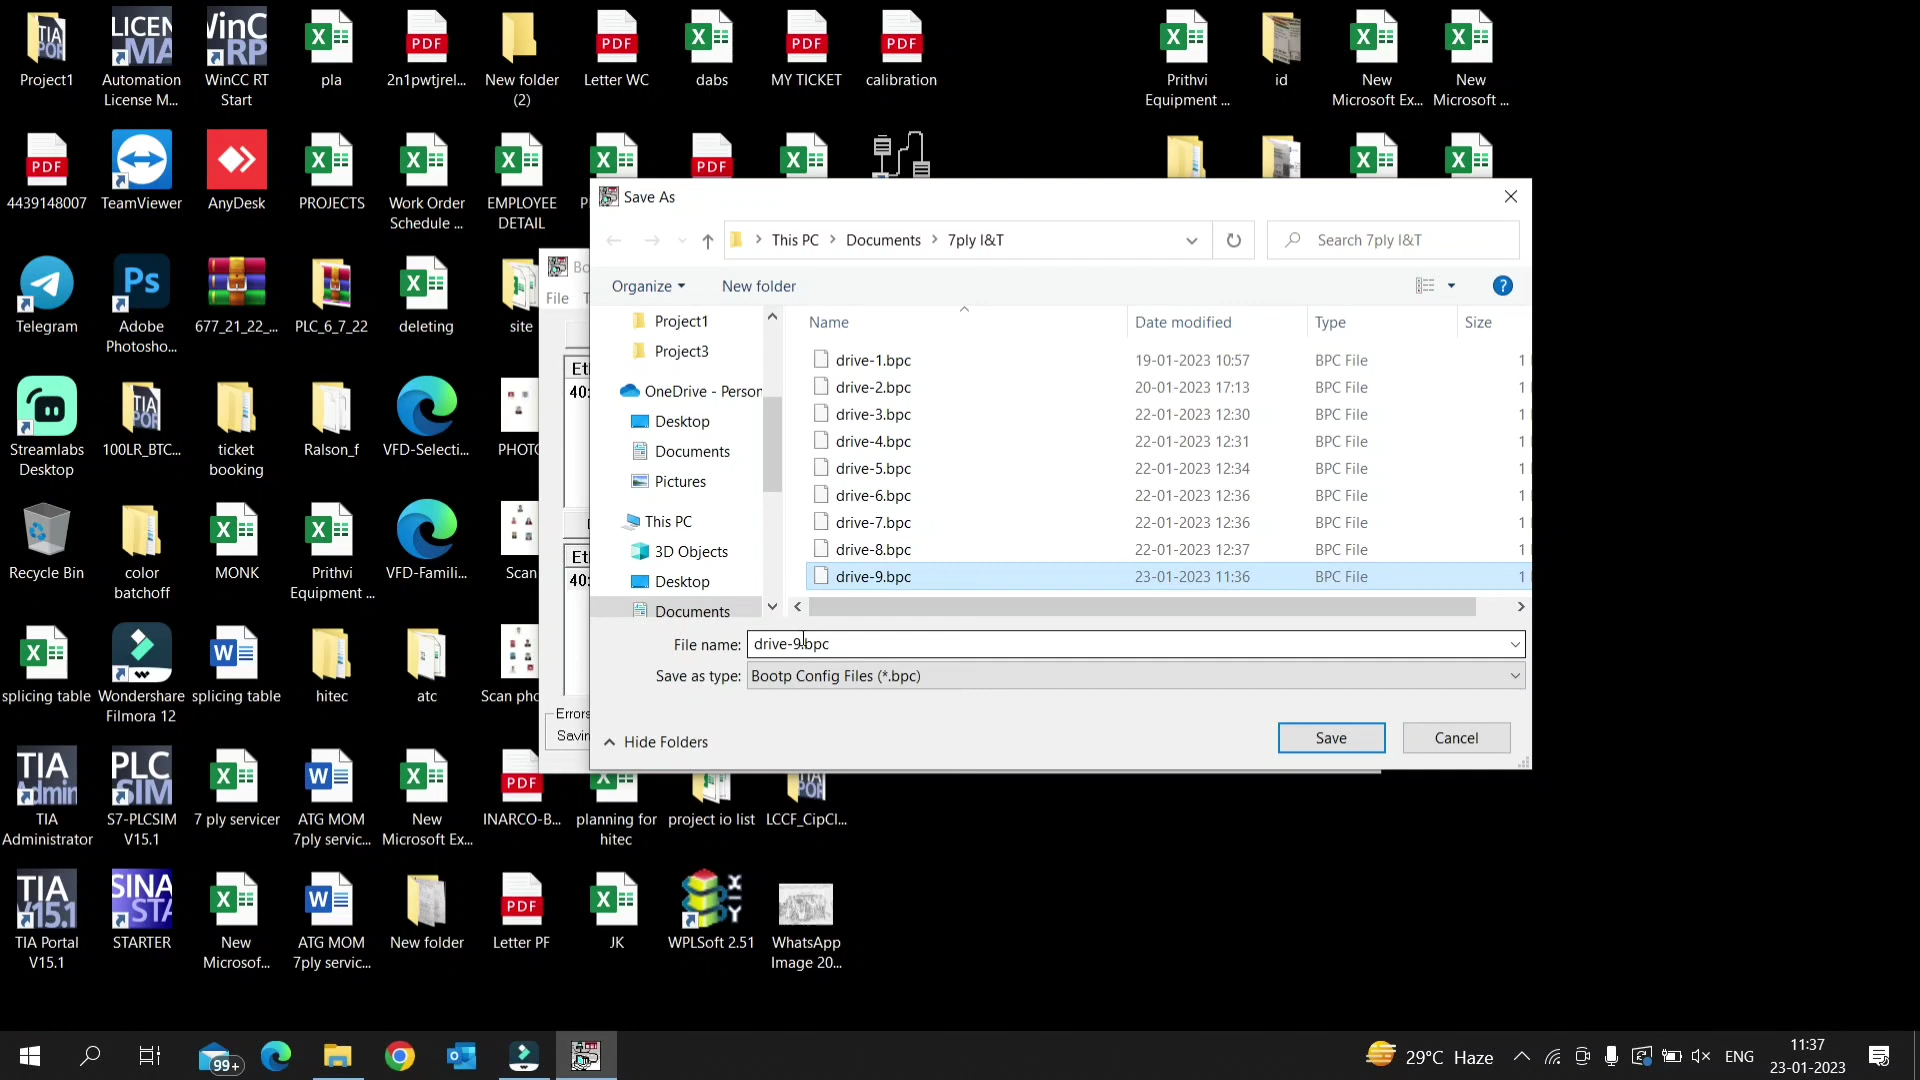 Project1
Automation
License M...
WinCC RT
Start
pla
2n1pwtjrel...
New folder
(2)
Letter WC
dabs
MY TICKET
calibration
Prithvi
Equipment ...
id
New
Microsoft Ex...
New
Microsoft ...
4439148007
TeamViewer
AnyDesk
PROJECTS
Work Order
Schedule ...
EMPLOYEE
DETAIL
Telegram
Adobe
Photosho...
677_21_22_...
PLC_6_7_22
deleting
site
Streamlabs
Desktop
100LR_BTC...
ticket
booking
Ralson_f
VFD-Selecti...
PHOTO
Recycle Bin
color
batchoff
MONK
Prithvi
Equipment ...
VFD-Famili...
Scan
splicing table
Wondershare
Filmora 12
splicing table
hitec
atc
Scan pho
TIA
Administrator
S7-PLCSIM
V15.1
7 ply servicer
ATG MOM
7ply servic...
New
Microsoft Ex...
INARCO-B...
planning for
hitec
project io list
LCCF_CipCl...
TIA Portal
V15.1
STARTER
New
Microsof...
ATG MOM
7ply servic...
New folder
Letter PF
JK
WPLSoft 2.51
WhatsApp
Image 20...
File
Errors
Savin
Save As
This PC > Documents > 7ply I&T
Search 7ply I&T
Organize
New folder
?
Project1
Project3
OneDrive - Person
Desktop
Documents
Pictures
This PC
3D Objects
Desktop
Documents
Name Date modified Type Size
drive-1.bpc 19-01-2023 10:57 BPC File 1
drive-2.bpc 20-01-2023 17:13 BPC File 1
drive-3.bpc 22-01-2023 12:30 BPC File 1
drive-4.bpc 22-01-2023 12:31 BPC File 1
drive-5.bpc 22-01-2023 12:34 BPC File 1
drive-6.bpc 22-01-2023 12:36 BPC File 1
drive-7.bpc 22-01-2023 12:36 BPC File 1
drive-8.bpc 22-01-2023 12:37 BPC File 1
drive-9.bpc 23-01-2023 11:36 BPC File 1
File name: drive-9.bpc
Save as type: Bootp Config Files (*.bpc)
Hide Folders
Save
Cancel
99+
29°C Haze
ENG
11:37
23-01-2023